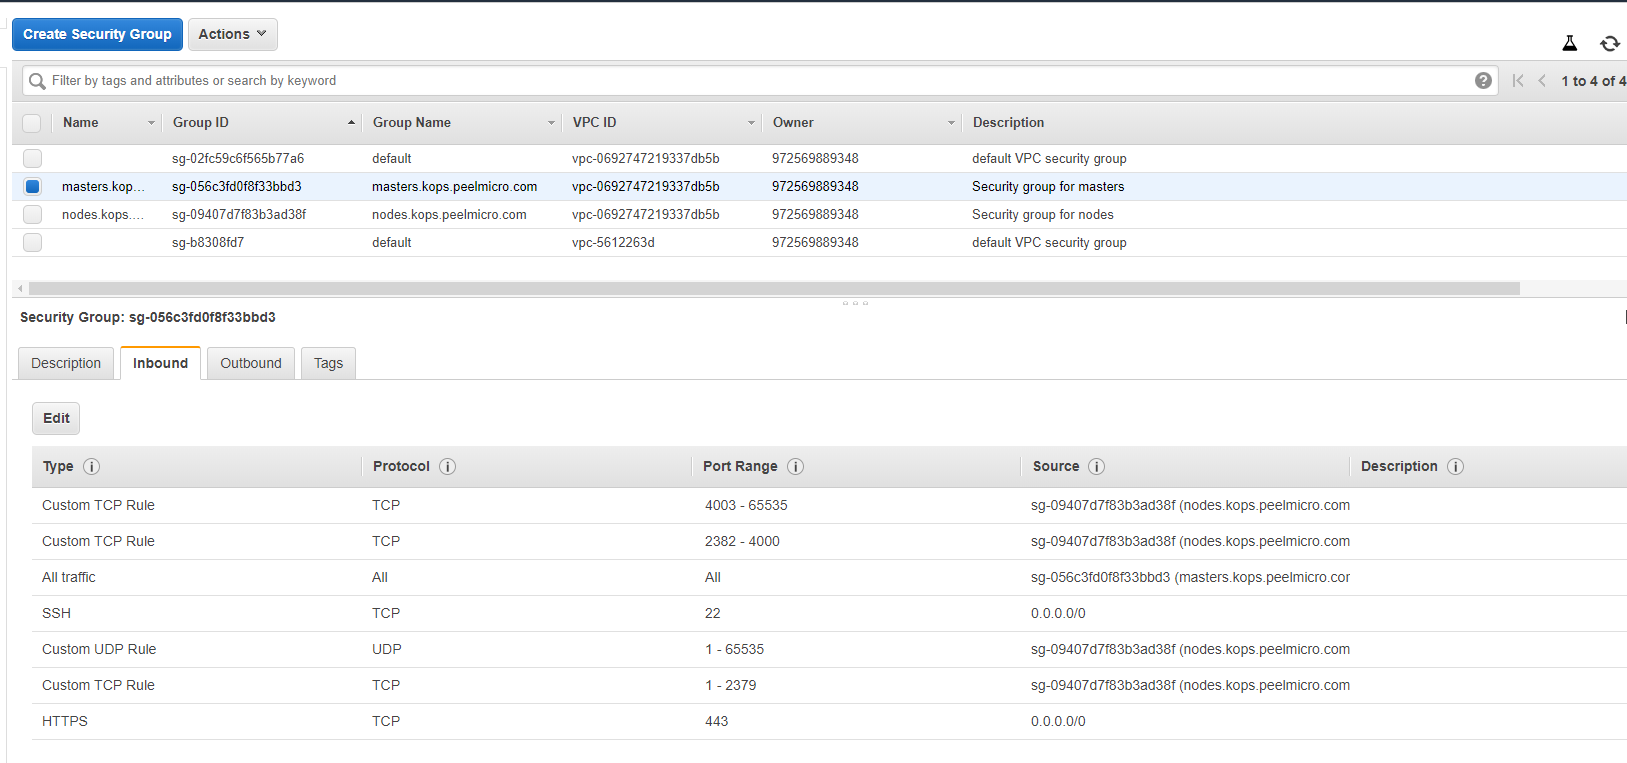 Create Security Group Actions
Filter by tags and attributes or search by keyword ? 1 to 4 of 4
Name Group ID Group Name VPC ID Owner Description
sg-02fc59c6f565b77a6 default vpc-0692747219337db5b 972569889348 default VPC security group
masters.kop... sg-056c3fd0f8f33bbd3 masters.kops.peelmicro.com vpc-0692747219337db5b 972569889348 Security group for masters
nodes.kops.... sg-09407d7f83b3ad38f nodes.kops.peelmicro.com vpc-0692747219337db5b 972569889348 Security group for nodes
sg-b8308fd7 default vpc-5612263d 972569889348 default VPC security group
Security Group: sg-056c3fd0f8f33bbd3
Description Inbound Outbound Tags
Edit
Type i Protocol i Port Range i Source i Description i
Custom TCP Rule TCP 4003 - 65535 sg-09407d7f83b3ad38f (nodes.kops.peelmicro.com
Custom TCP Rule TCP 2382 - 4000 sg-09407d7f83b3ad38f (nodes.kops.peelmicro.com
All traffic All All sg-056c3fd0f8f33bbd3 (masters.kops.peelmicro.cor
SSH TCP 22 0.0.0.0/0
Custom UDP Rule UDP 1 - 65535 sg-09407d7f83b3ad38f (nodes.kops.peelmicro.com
Custom TCP Rule TCP 1 - 2379 sg-09407d7f83b3ad38f (nodes.kops.peelmicro.com
HTTPS TCP 443 0.0.0.0/0